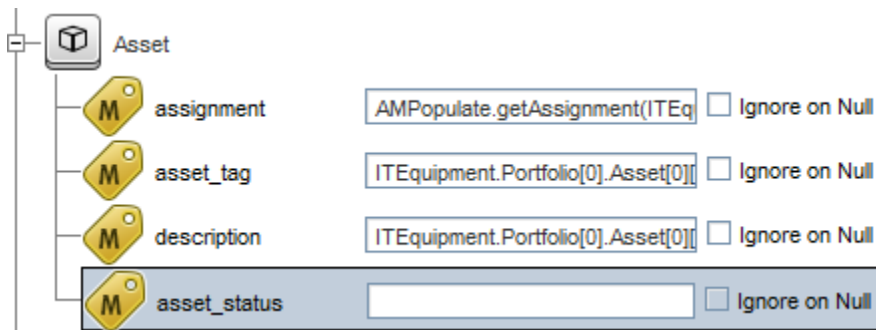 Asset
M assignment AMPopulate.getAssignment(ITEq Ignore on Null
M asset_tag ITEquipment.Portfolio[0].Asset[0][ Ignore on Null
M description ITEquipment.Portfolio[0].Asset[0][ Ignore on Null
M asset_status Ignore on Null